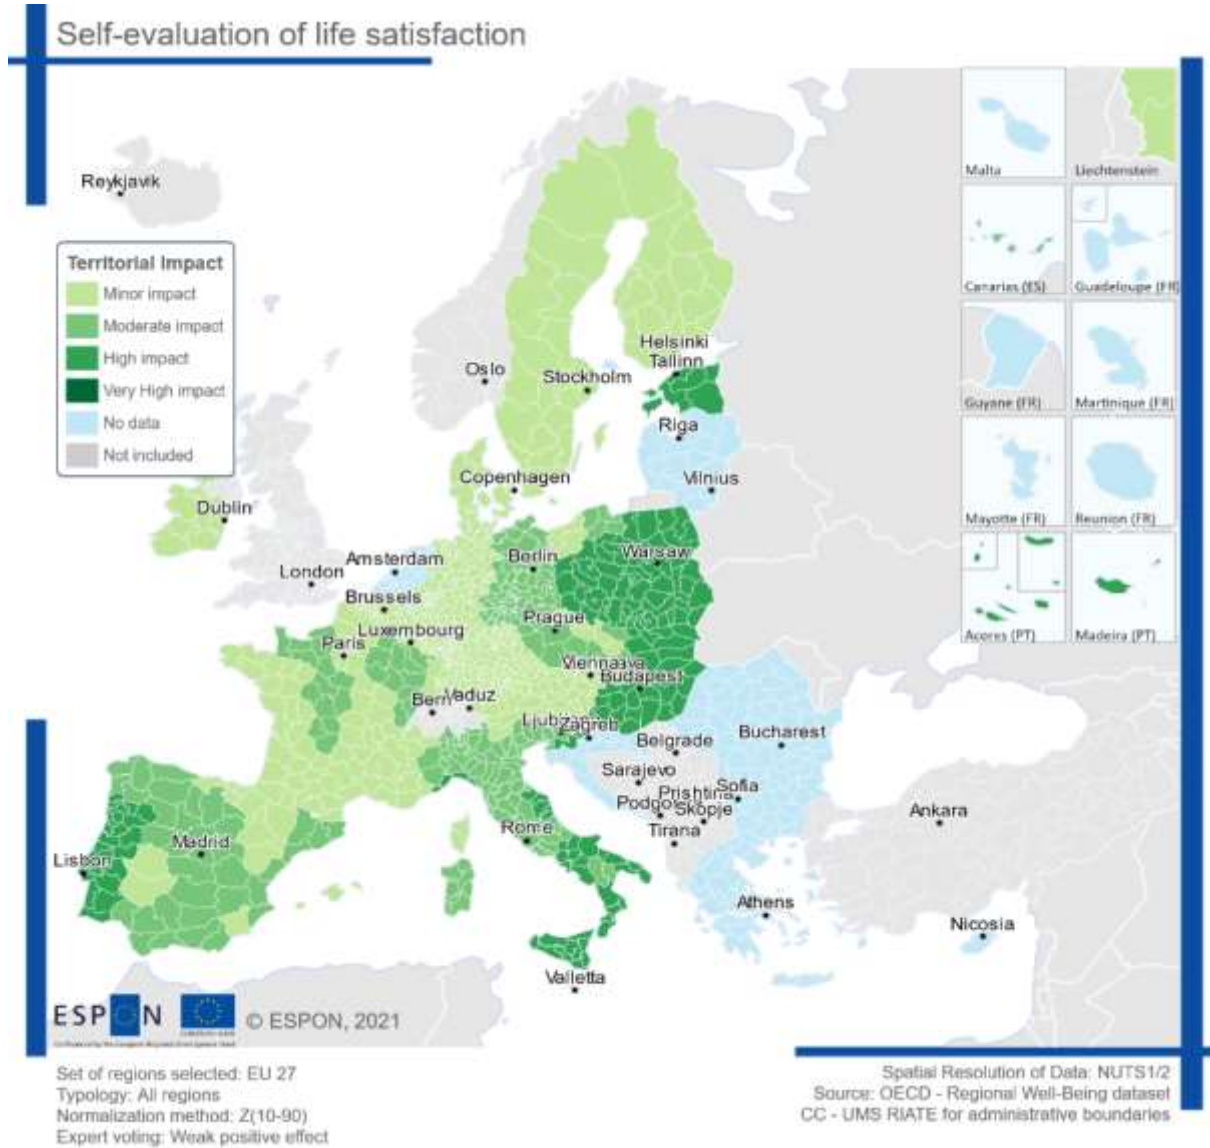 Self-evaluation of life satisfaction
Reykjavik
Territorial Impact
Minor impact
Moderate impact
High impact
Very High impact
No data
Not included
Malta
Liechtenstein
Canarias (ES)
Guadeloupe (FR)
Guyane (FR)
Martinique (FR)
Mayotte (FR)
Reunion (FR)
Acores (PT)
Madeira (PT)
Helsinki
Tallinn
Oslo
Stockholm
Riga
Copenhagen
Vilnius
Dublin
Amsterdam
Berlin
Warsaw
London
Brussels
Prague
Luxembourg
Paris
Budapest
Bern
Vaduz
Zagreb
Belgrade
Bucharest
Sarajevo
Prishtina
Sofia
Skopje
Tirana
Ankara
Rome
Madrid
Lisbon
Athens
Nicosia
Valletta
ESPON
© ESPON, 2021
Set of regions selected: EU 27
Typology: All regions
Normalization method: Z(10-90)
Expert voting: Weak positive effect
Spatial Resolution of Data: NUTS1/2
Source: OECD - Regional Well-Being dataset
CC - UMS RIATE for administrative boundaries